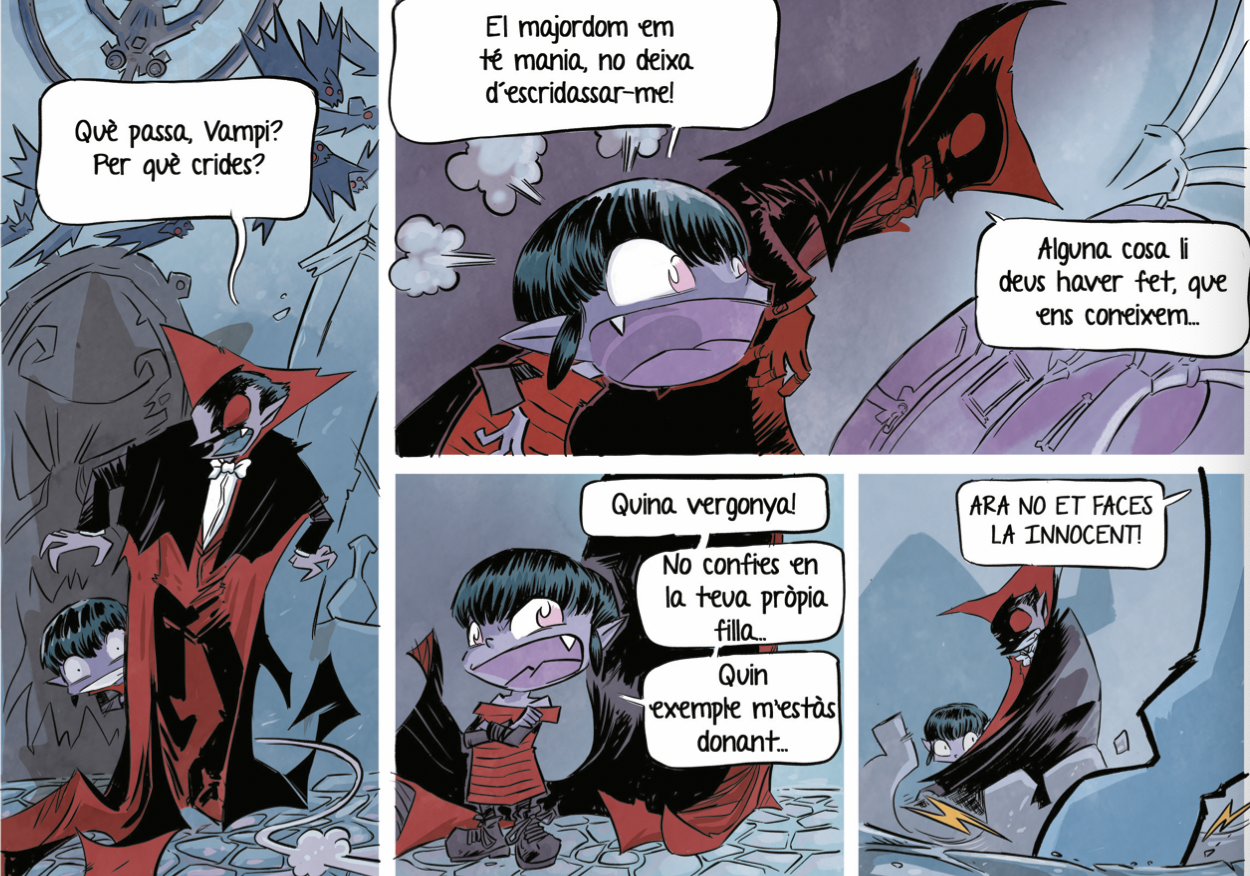 Què passa, Vampi?
Per què crides?
El majordom em
té mania, no deixa
d'escridassar-me!
Alguna cosa li
deus haver fet, que
ens coneixem...
Quina vergonya!
No confies en
la teva pròpia
filla...
Quin
exemple m'estàs
donant...
ARA NO ET FACES
LA INNOCENT!